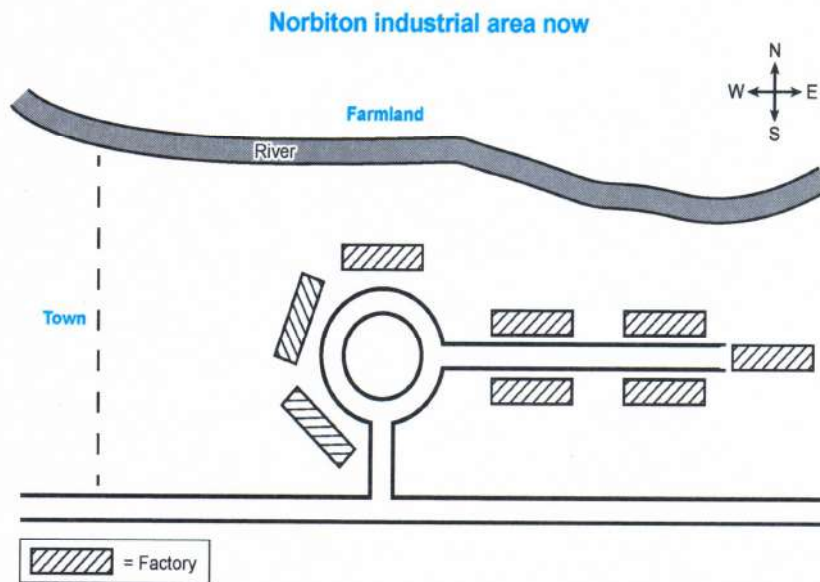 Norbiton industrial area now
N
W E
S
Farmland
River
Town
= Factory